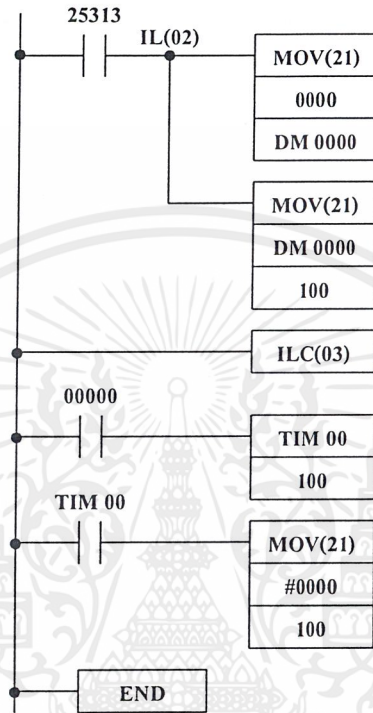 25313
IL(02)
MOV(21)
0000
DM 0000
MOV(21)
DM 0000
100
ILC(03)
00000
TIM 00
100
TIM 00
MOV(21)
#0000
100
END